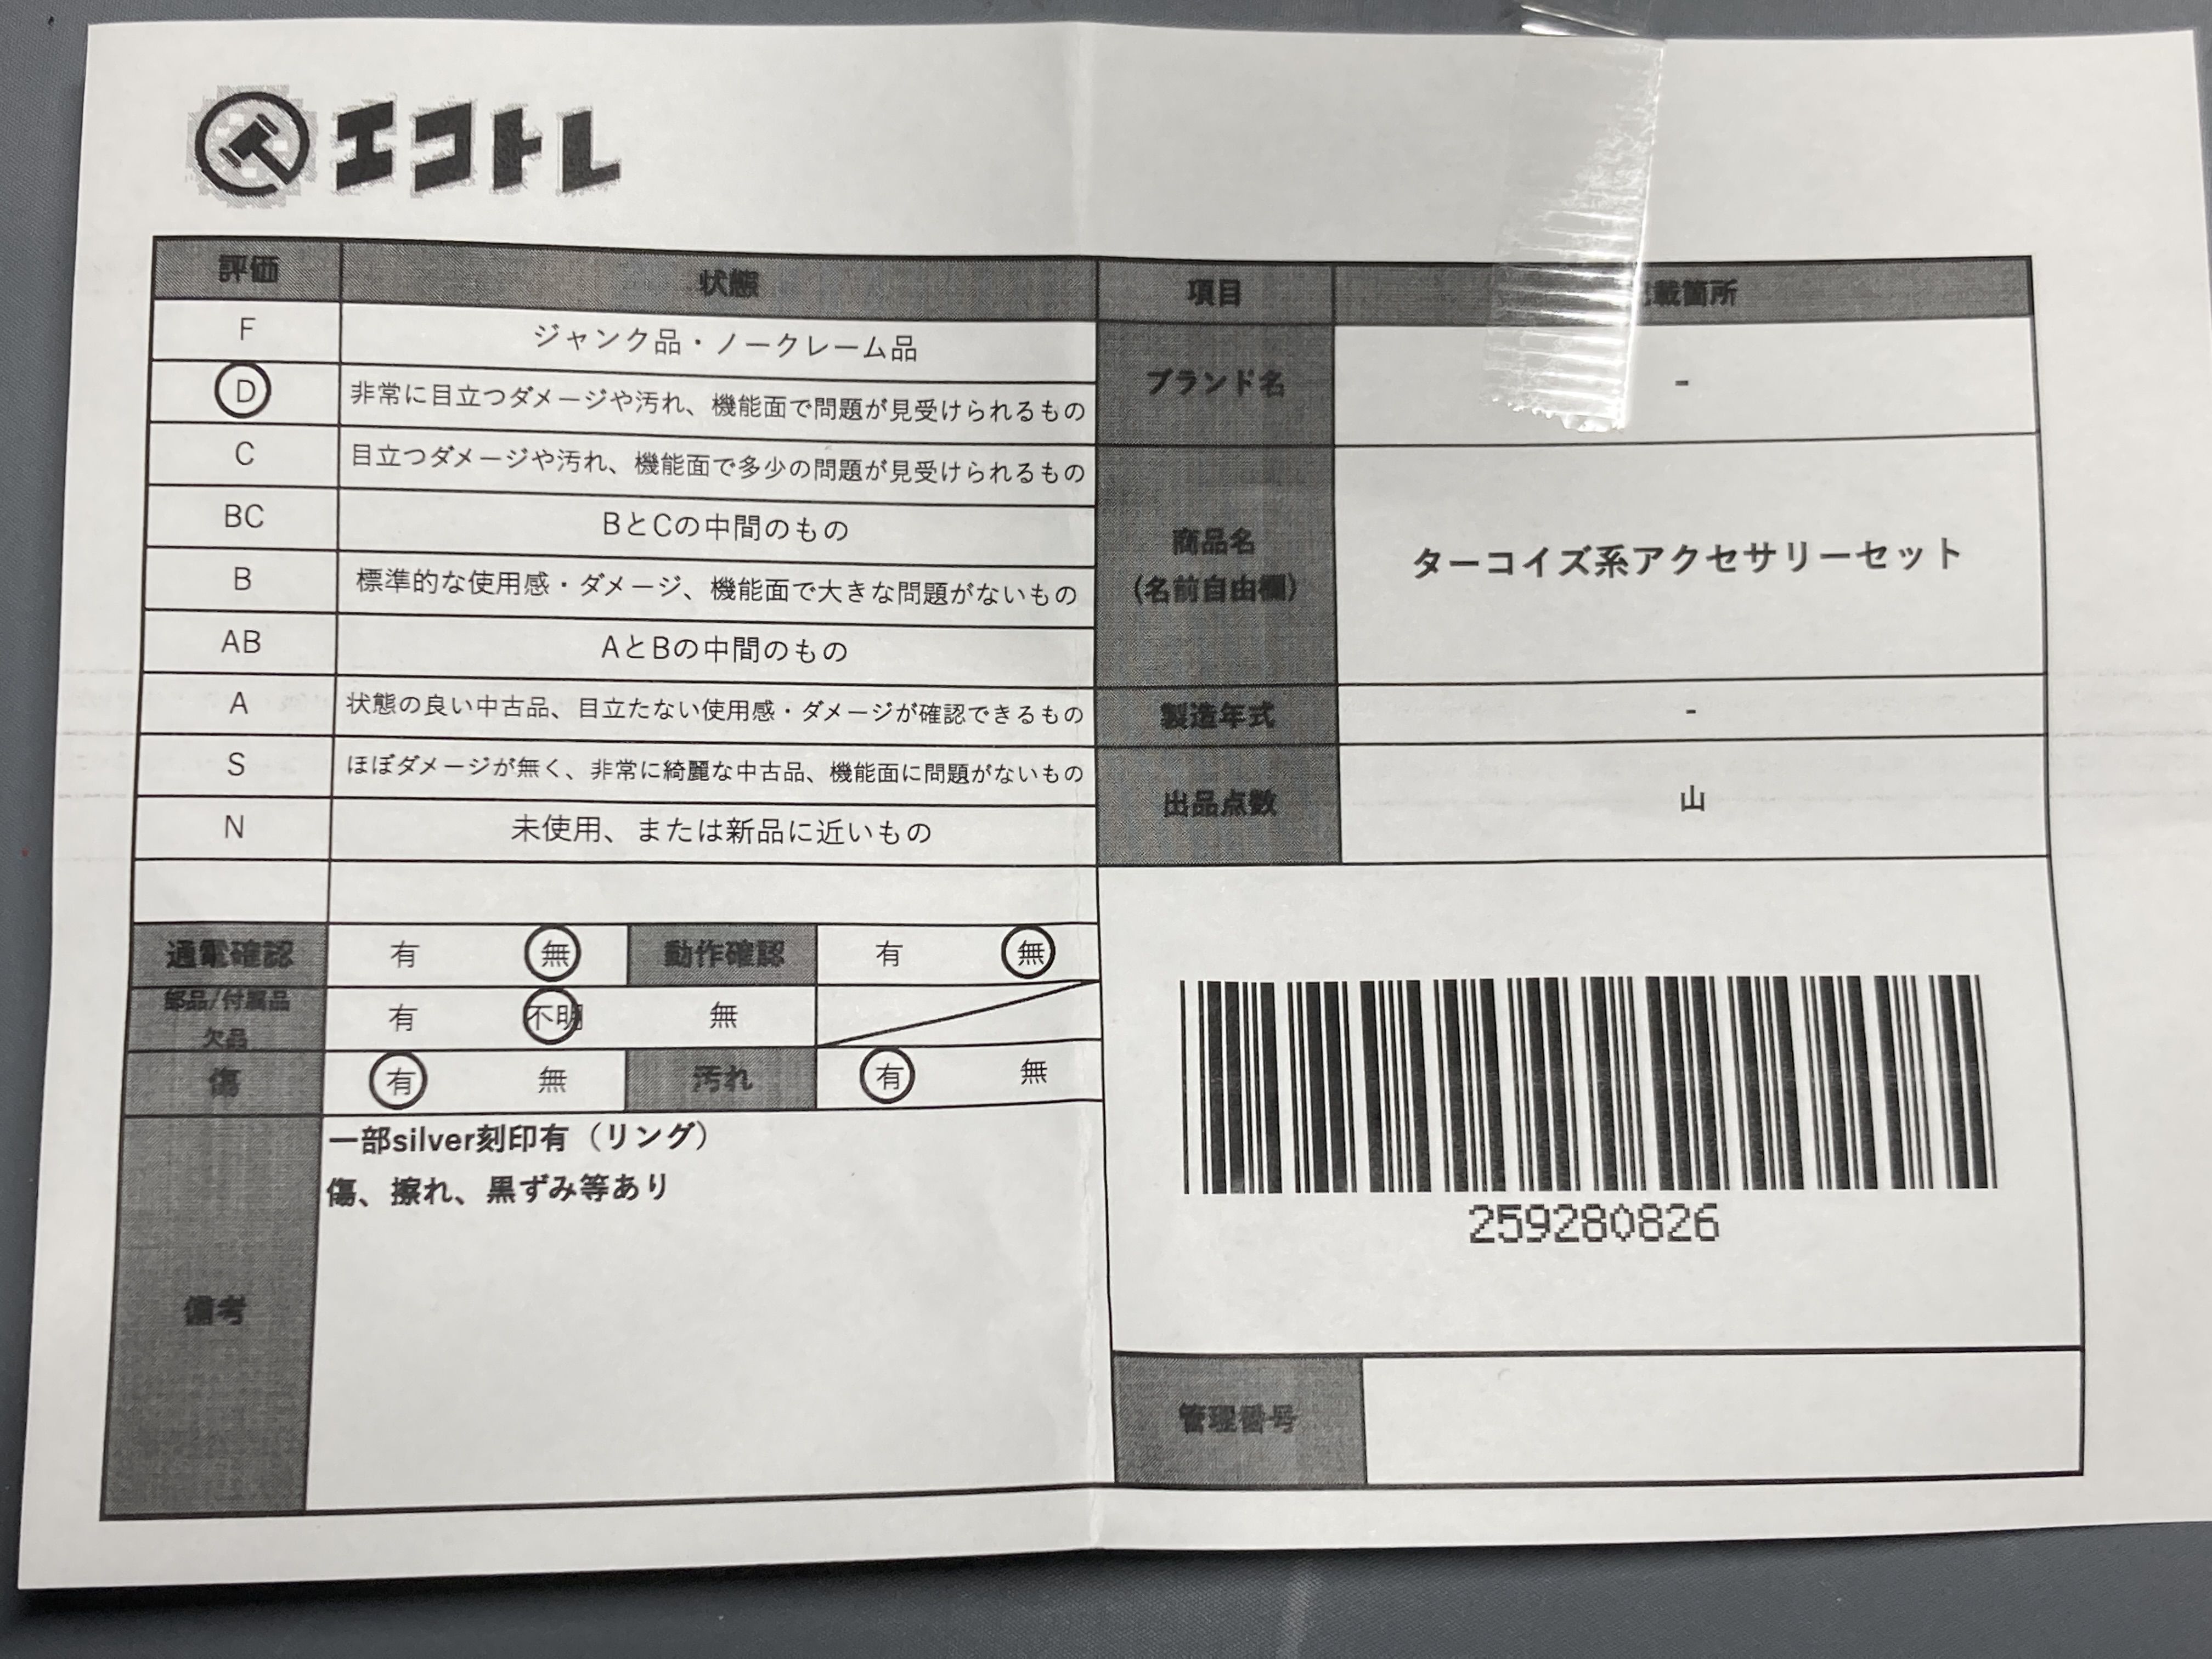 エコトレ
評価 状態
F ジャンク品・ノークレーム品
D 非常に目立つダメージや汚れ、機能面で問題が見受けられるもの
C 目立つダメージや汚れ、機能面で多少の問題が見受けられるもの
BC BとCの中間のもの
B 標準的な使用感・ダメージ、機能面で大きな問題がないもの
AB AとBの中間のもの
A 状態の良い中古品、目立たない使用感・ダメージが確認できるもの
S ほぼダメージが無く、非常に綺麗な中古品、機能面に問題がないもの
N 未使用、または新品に近いもの
通電確認 有 無 動作確認 有 無
部品/付属品
欠品
有 不明 無
傷 有 無 汚れ 有 無
備考
一部silver刻印有（リング）
傷、擦れ、黒ずみ等あり
項目 載箇所
ブランド名 -
商品名
(名前自由欄)
ターコイズ系アクセサリーセット
製造年式 -
出品点数 山
259280826
管理番号